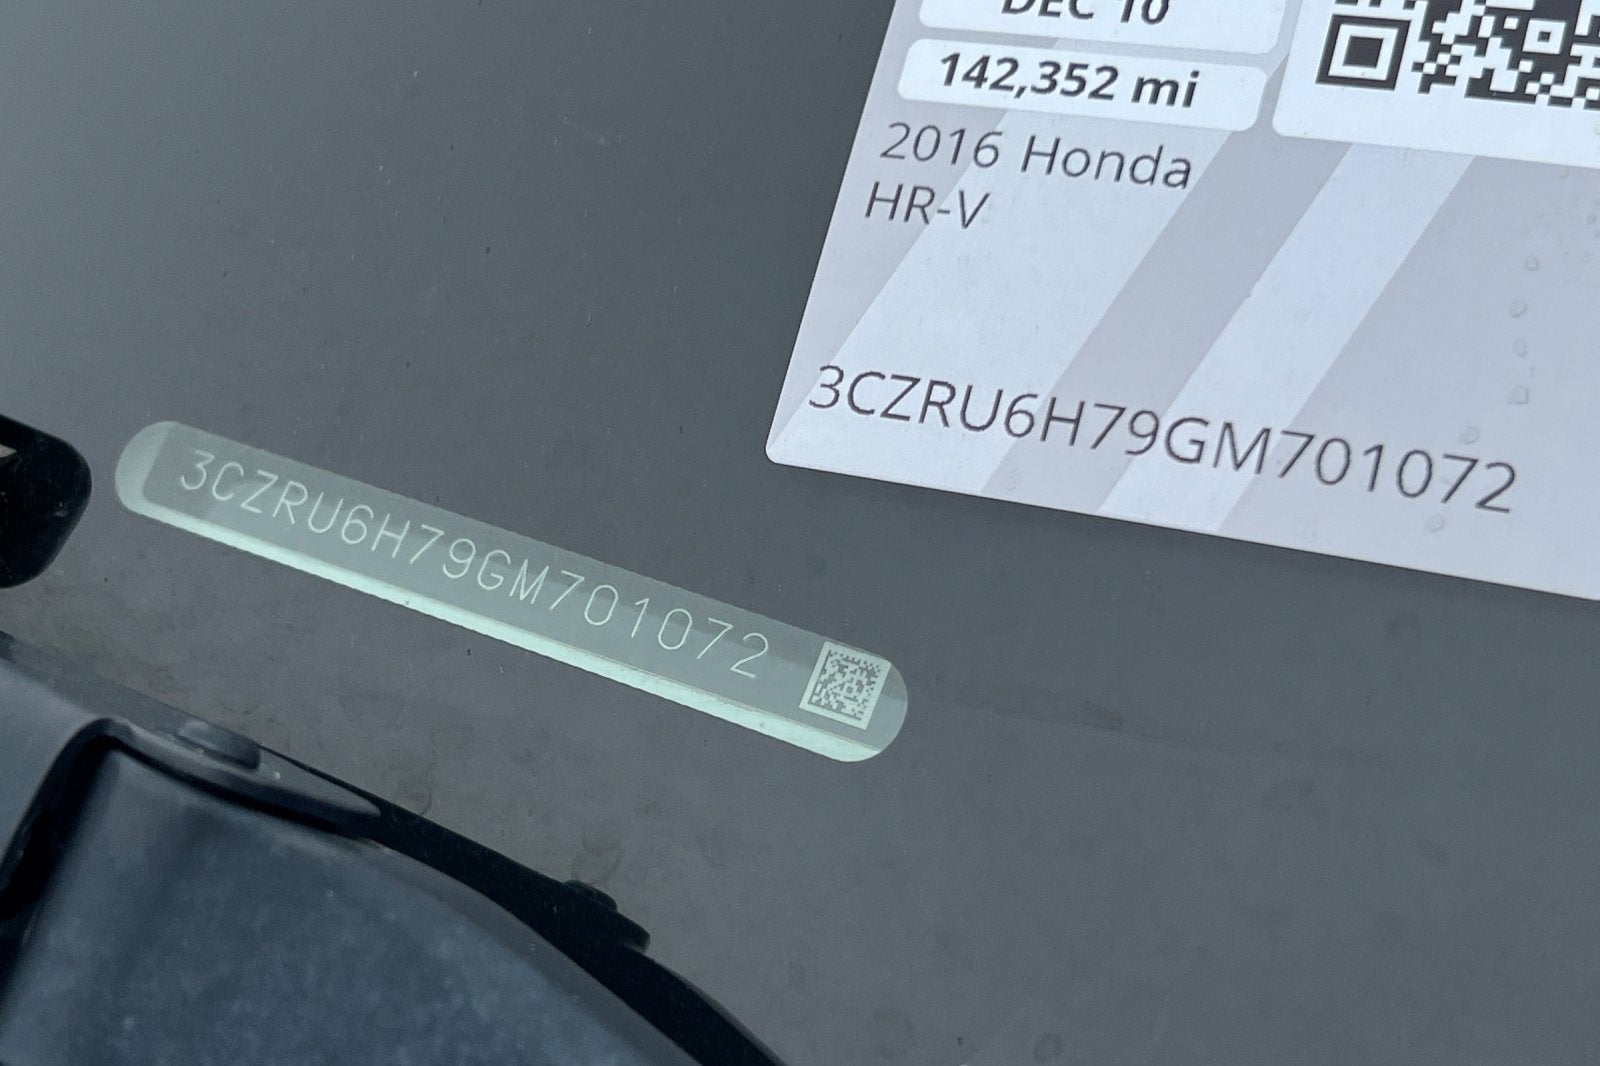 DEC 10
142,352 mi
2016 Honda
HR-V
3CZRU6H79GM701072
3CZRU6H79GM701072